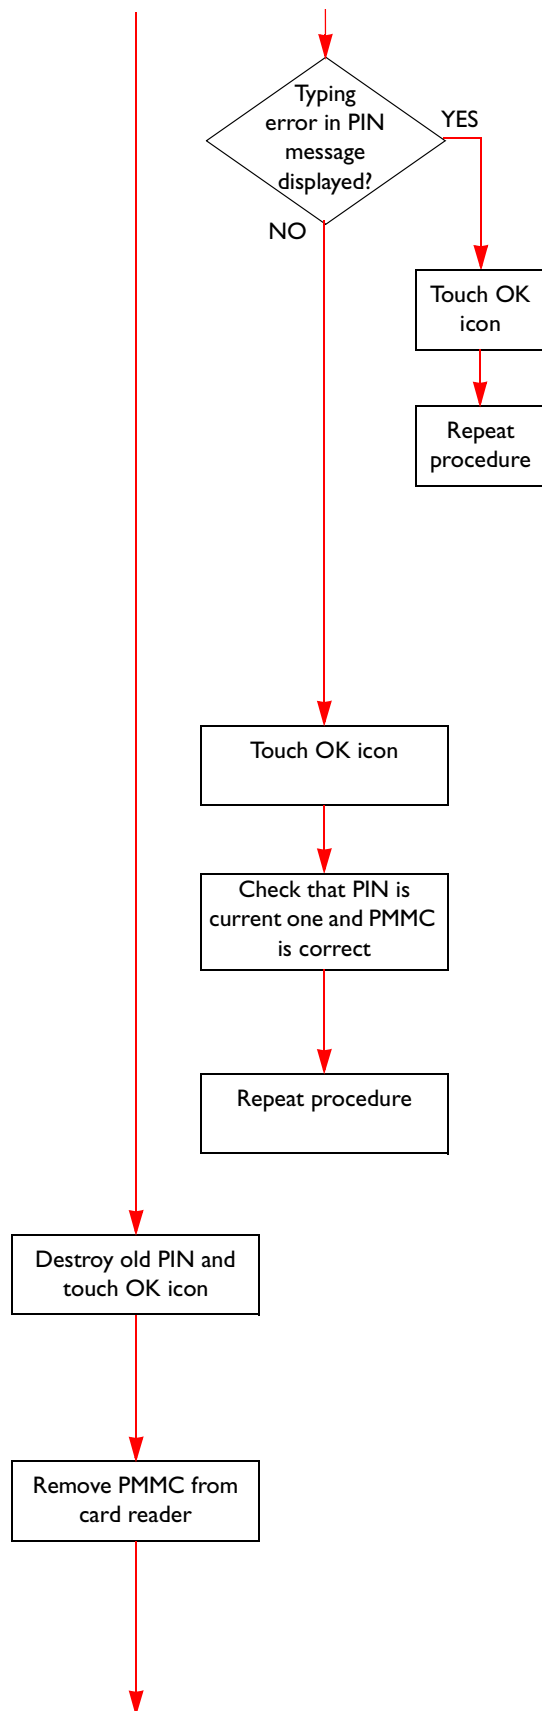 Typing
error in PIN
message
displayed?
YES
NO
Touch OK
icon
Repeat
procedure
Touch OK icon
Check that PIN is
current one and PMMC
is correct
Repeat procedure
Destroy old PIN and
touch OK icon
Remove PMMC from
card reader